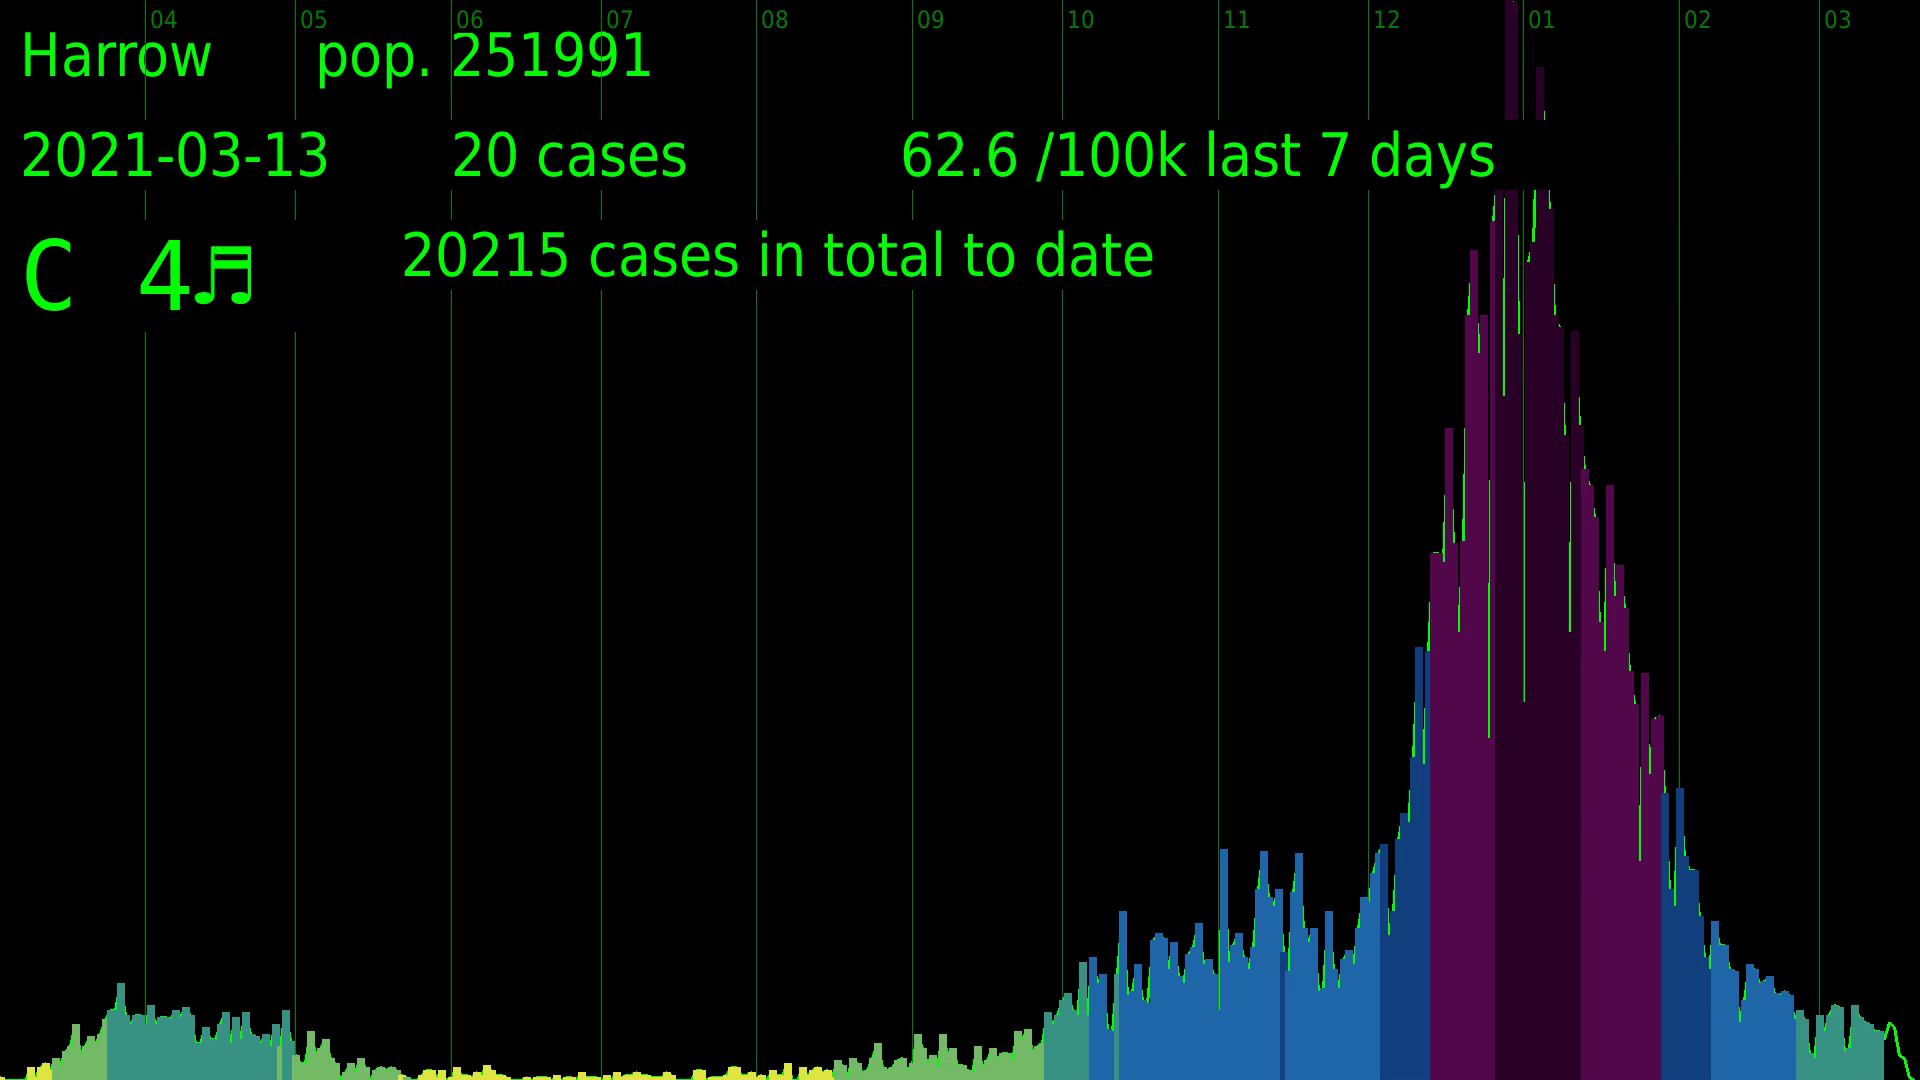 04 05 06 07 08 09 10 11 12 01 02 03
Harrow pop. 251991
2021-03-13 20 cases 62.6 /100k last 7 days
C 4♬ 20215 cases in total to date